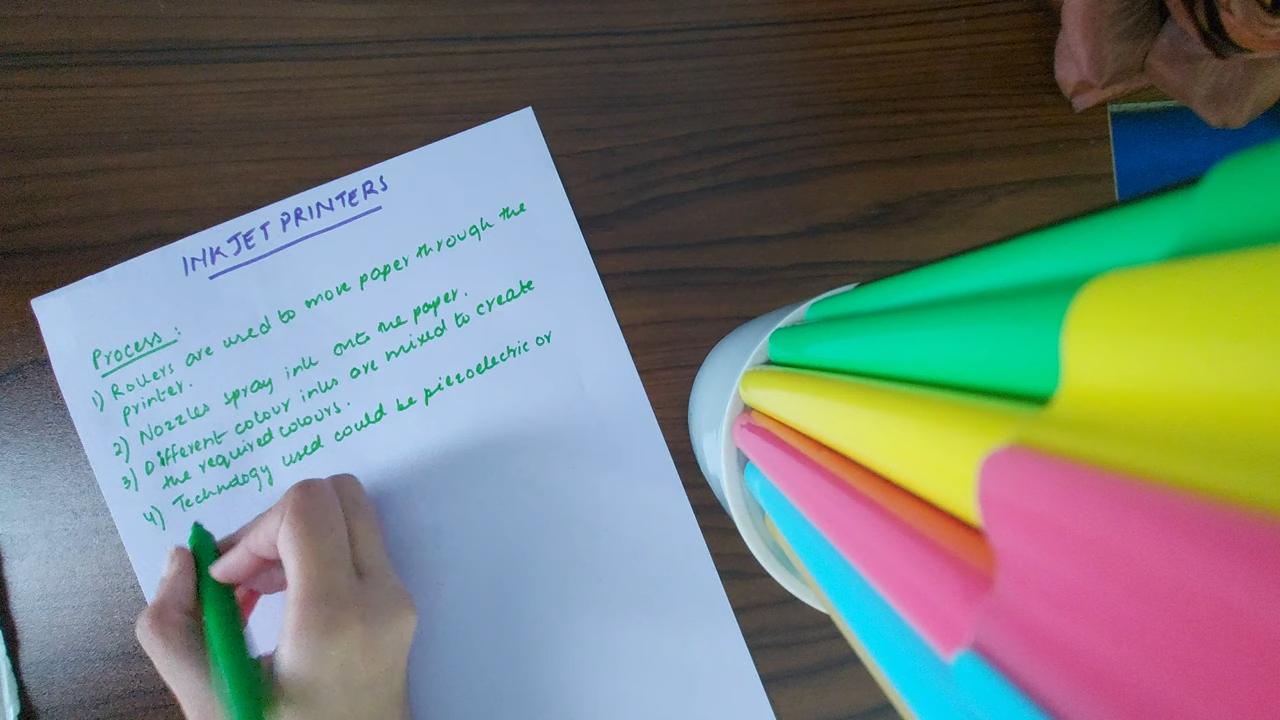 INKJET PRINTERS
Process:
1) Rollers are used to move paper through the
printer.
2) Nozzles spray ink onto the paper.
3) Different colour inks are mixed to create
the required colours.
4) Technology used could be piezoelectric or